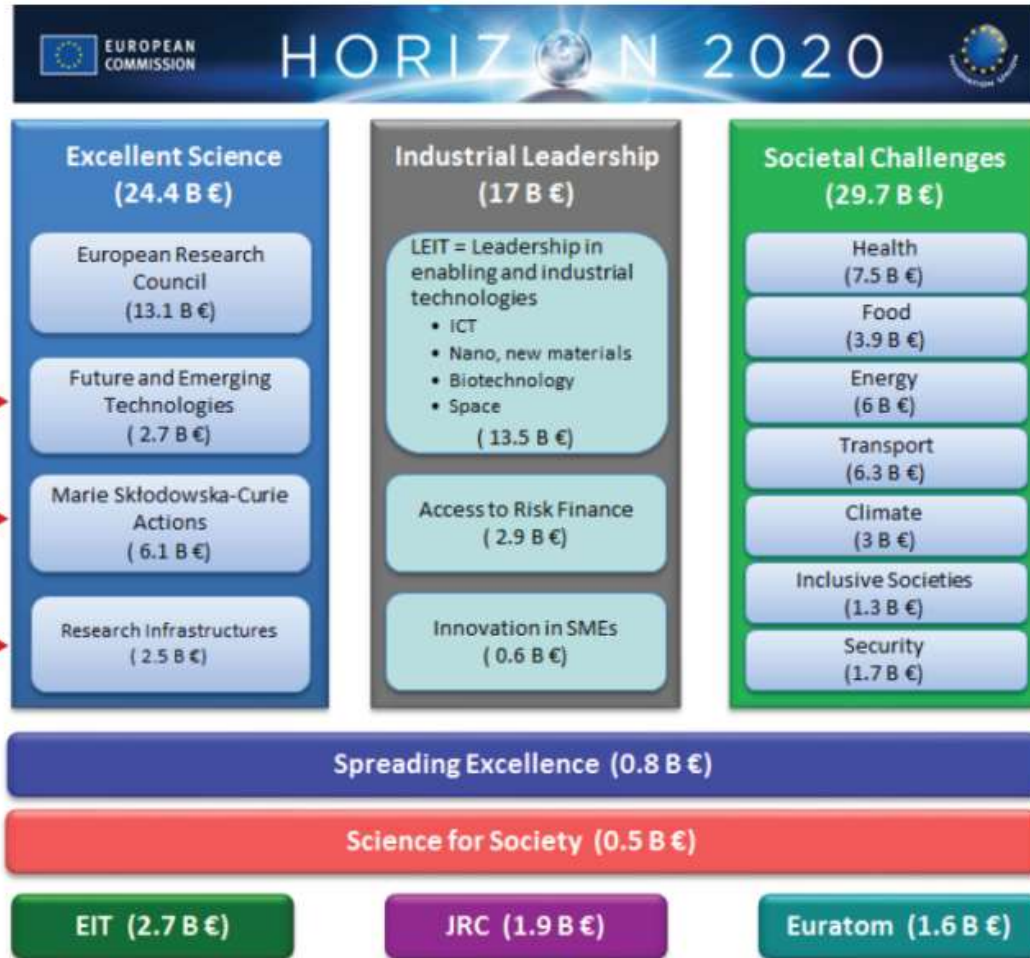 EUROPEAN
COMMISSION
HORIZON 2020
INNOVATION UNION
Excellent Science
(24.4 B €)
European Research
Council
(13.1 B €)
Future and Emerging
Technologies
( 2.7 B €)
Marie Skłodowska-Curie
Actions
( 6.1 B €)
Research Infrastructures
( 2.5 B €)
Industrial Leadership
(17 B €)
LEIT = Leadership in
enabling and industrial
technologies
• ICT
• Nano, new materials
• Biotechnology
• Space
( 13.5 B €)
Access to Risk Finance
( 2.9 B €)
Innovation in SMEs
( 0.6 B €)
Societal Challenges
(29.7 B €)
Health
(7.5 B €)
Food
(3.9 B €)
Energy
(6 B €)
Transport
(6.3 B €)
Climate
(3 B €)
Inclusive Societies
(1.3 B €)
Security
(1.7 B €)
Spreading Excellence (0.8 B €)
Science for Society (0.5 B €)
EIT (2.7 B €)
JRC (1.9 B €)
Euratom (1.6 B €)